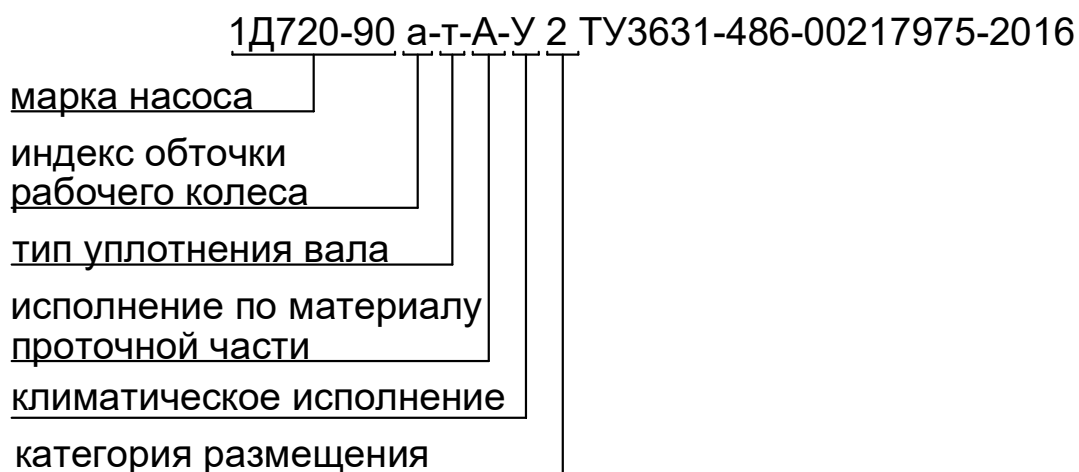 1Д720-90 а-т-А-У 2 ТУ3631-486-00217975-2016
марка насоса
индекс обточки
рабочего колеса
тип уплотнения вала
исполнение по материалу
проточной части
климатическое исполнение
категория размещения